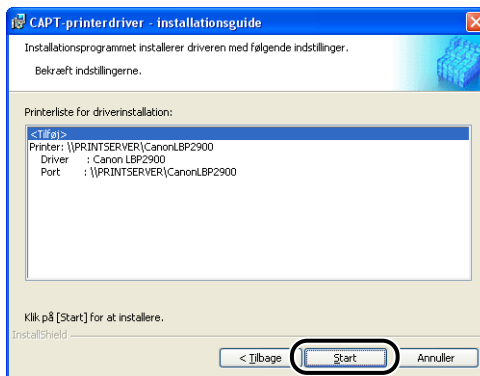 CAPT-printerdriver - installationsguide
Installationsprogrammet installerer driveren med følgende indstillinger.
Bekræft indstillingerne.
Printerliste for driverinstallation:
<Tilføj>
Printer: \\PRINTSERVER\CanonLBP2900
Driver : Canon LBP2900
Port : \\PRINTSERVER\CanonLBP2900
Klik på [Start] for at installere.
InstallShield
< Tilbage
Start
Annuller